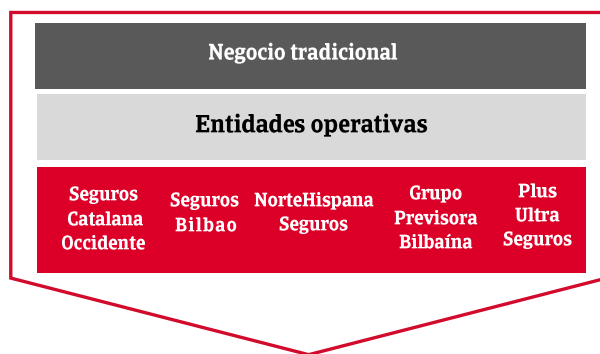 Negocio tradicional
Entidades operativas
Seguros
Catalana
Occidente
Seguros
Bilbao
NorteHispana
Seguros
Grupo
Previsora
Bilbaína
Plus
Ultra
Seguros